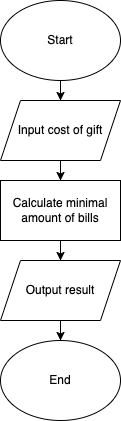 Start
Input cost of gift
Calculate minimal
amount of bills
Output result
End